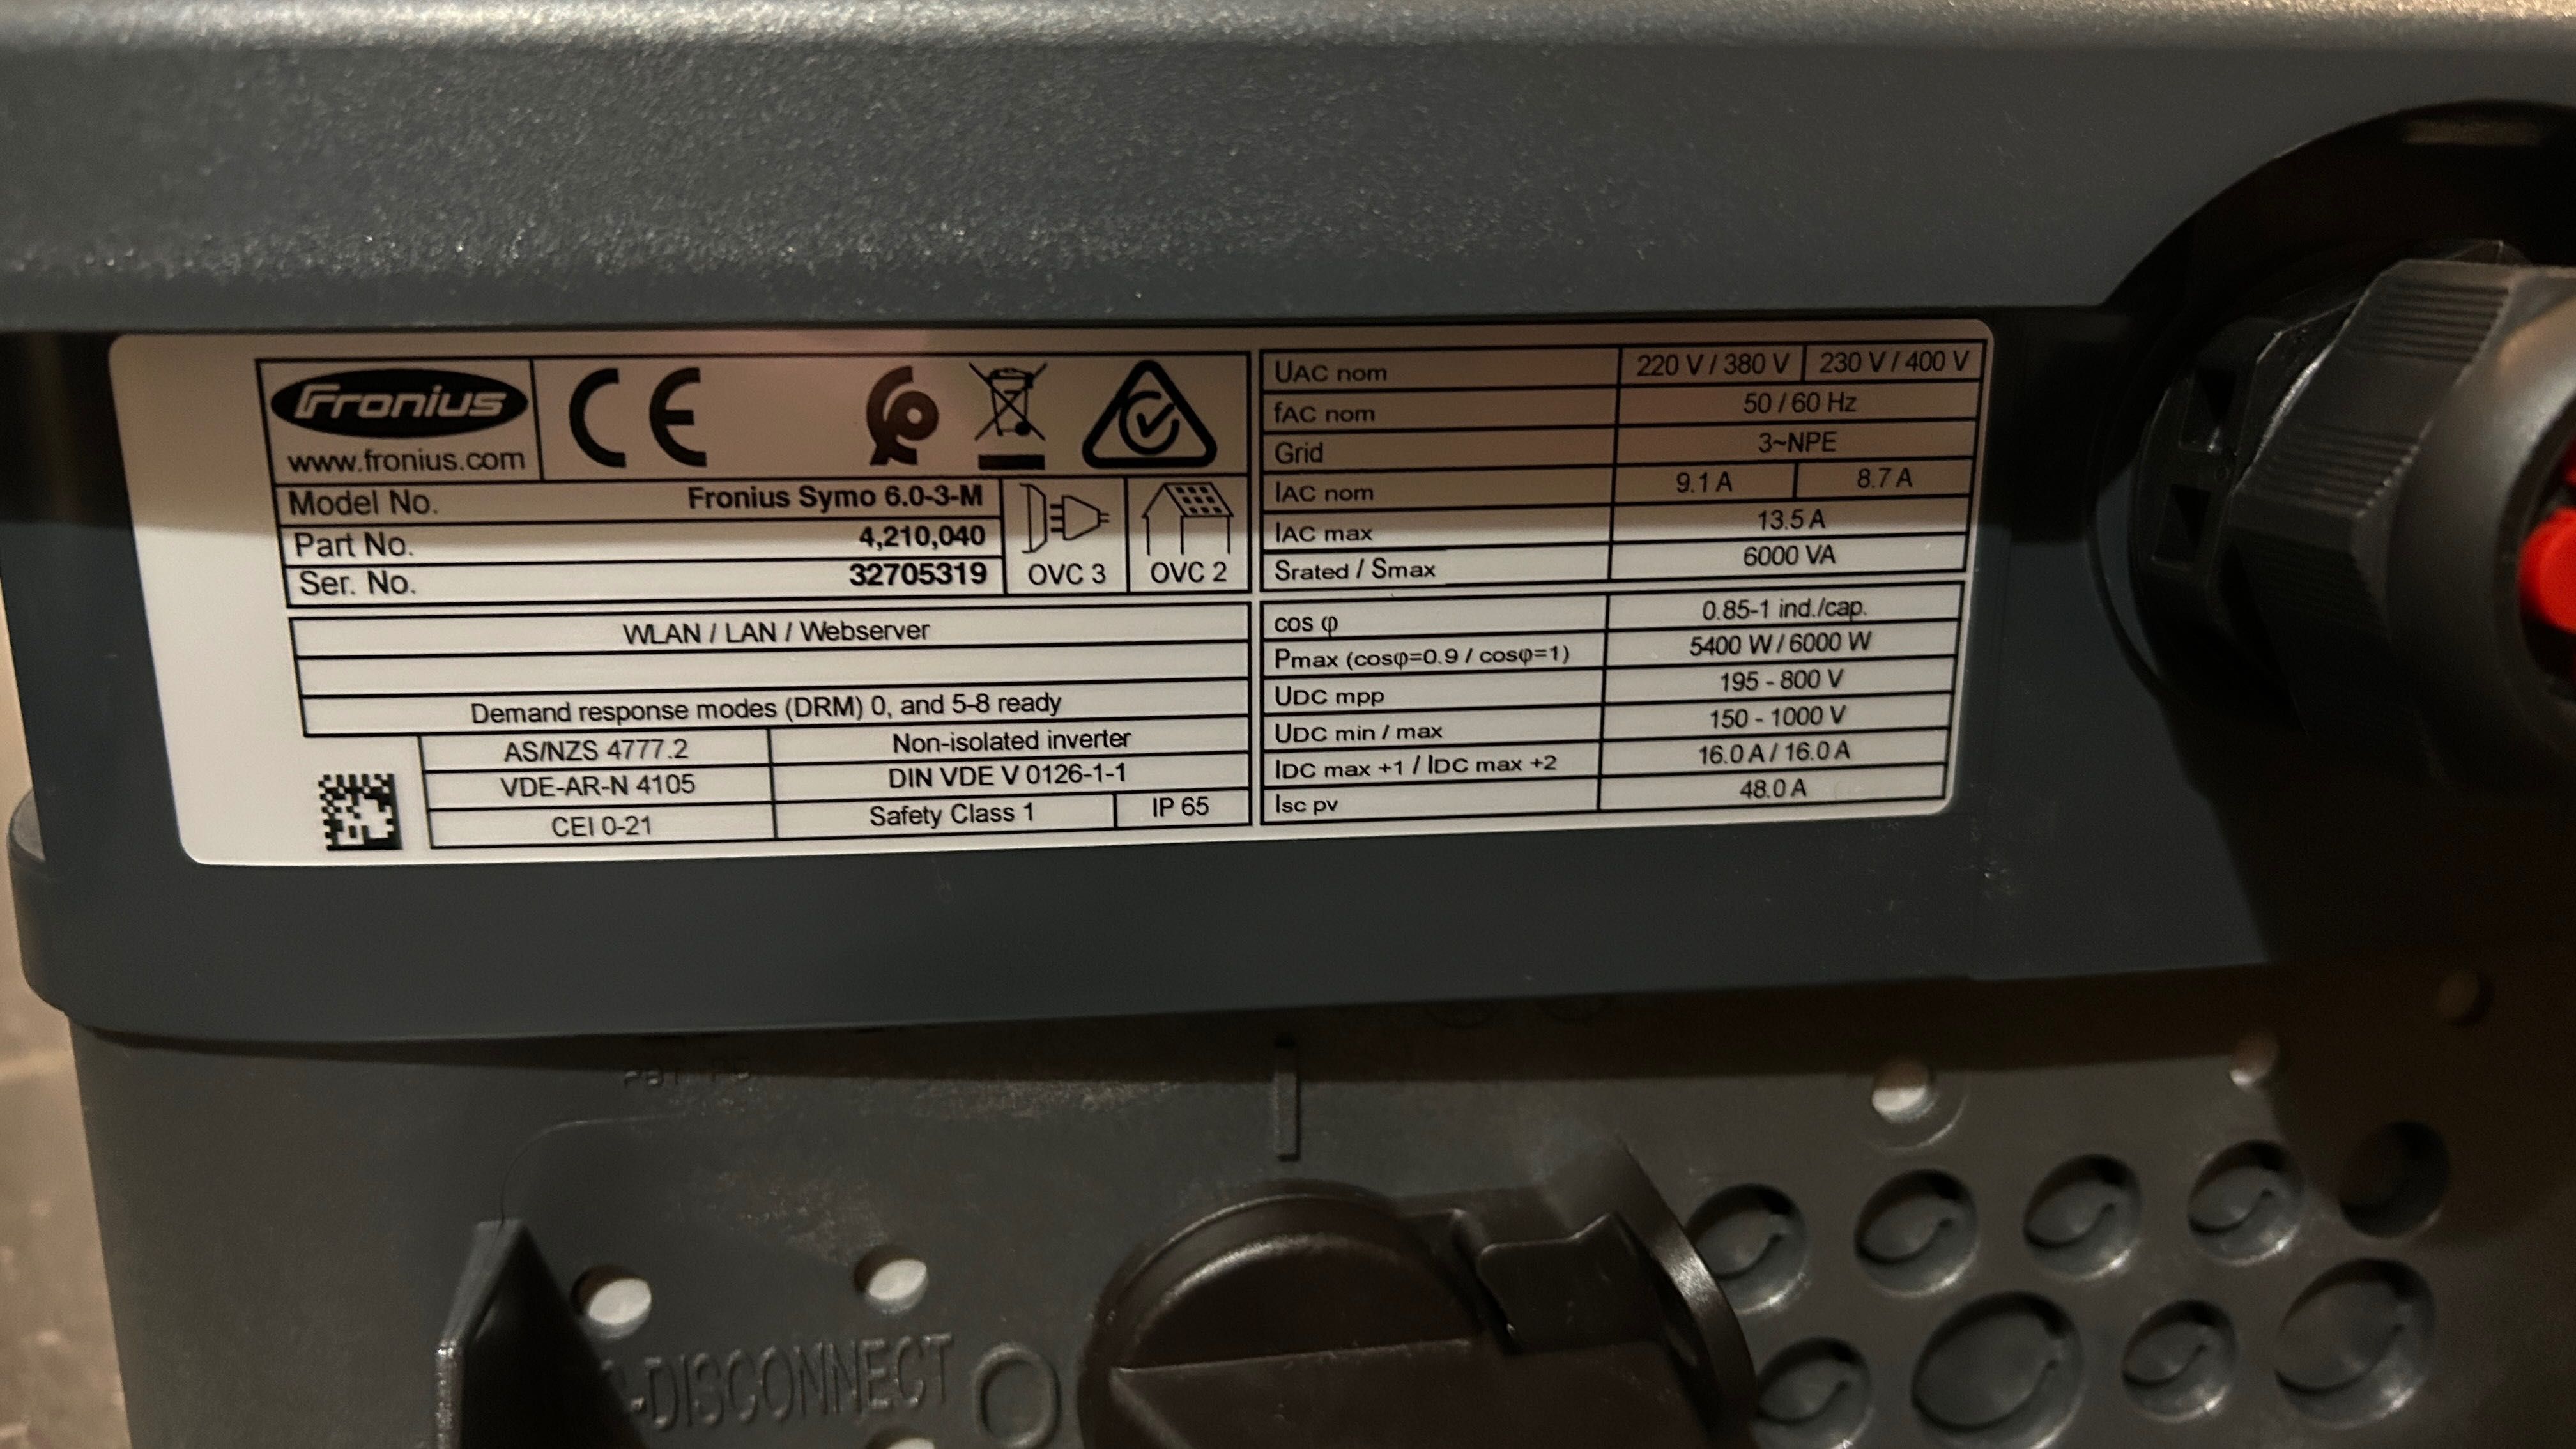 Fronius
www.fronius.com
CE
Model No. Fronius Symo 6.0-3-M
Part No. 4,210,040
Ser. No. 32705319
OVC 3
OVC 2
WLAN / LAN / Webserver
Demand response modes (DRM) 0, and 5-8 ready
AS/NZS 4777.2 Non-isolated inverter
VDE-AR-N 4105 DIN VDE V 0126-1-1
CEI 0-21 Safety Class 1 IP 65
UAC nom 220 V / 380 V 230 V / 400 V
fAC nom 50 / 60 Hz
Grid 3~NPE
IAC nom 9.1 A 8.7 A
IAC max 13.5 A
Srated / Smax 6000 VA
cos φ 0.85-1 ind./cap.
Pmax (cosφ=0.9 / cosφ=1) 5400 W / 6000 W
UDC mpp 195 - 800 V
UDC min / max 150 - 1000 V
IDC max +1 / IDC max +2 16.0 A / 16.0 A
Isc pv 48.0 A
-DISCONNECT